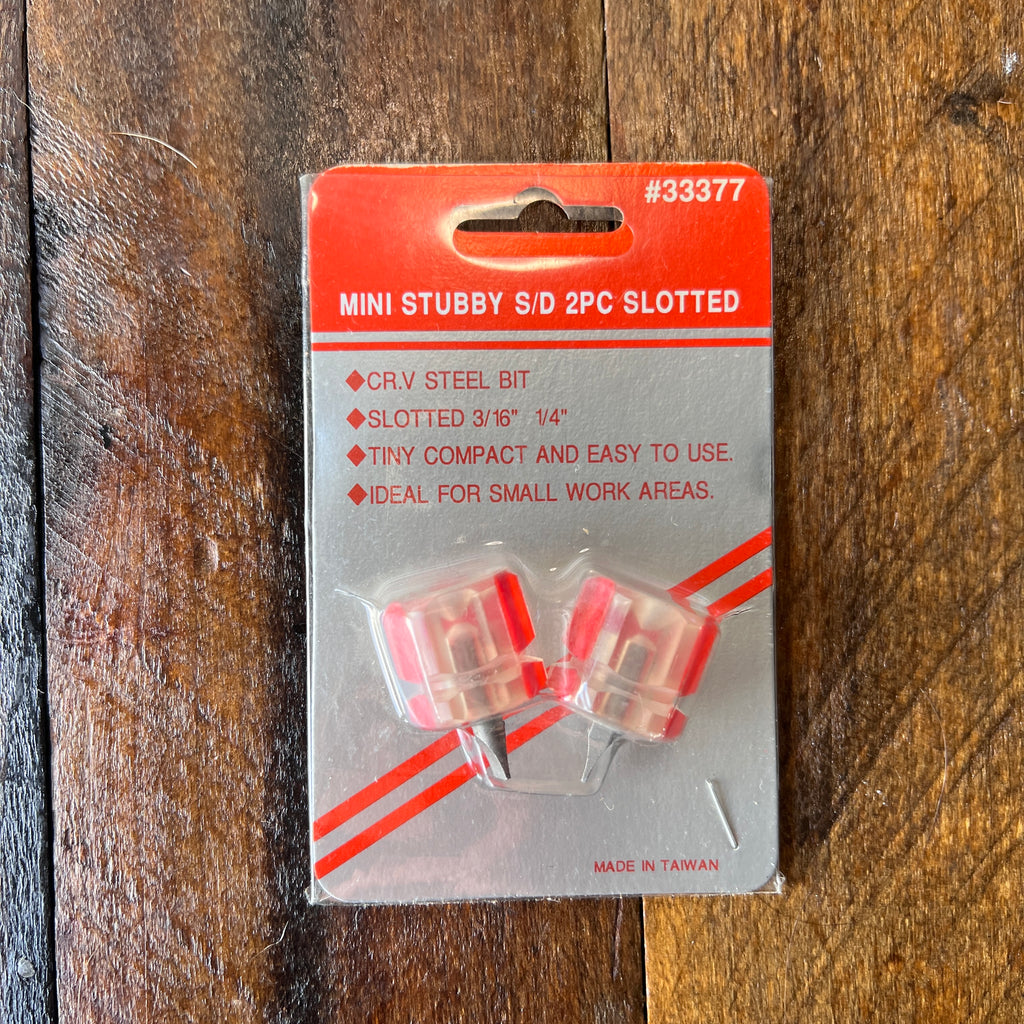 #33377
MINI STUBBY S/D 2PC SLOTTED
◆CR.V STEEL BIT
◆SLOTTED 3/16" 1/4"
◆TINY COMPACT AND EASY TO USE.
◆IDEAL FOR SMALL WORK AREAS.
MADE IN TAIWAN